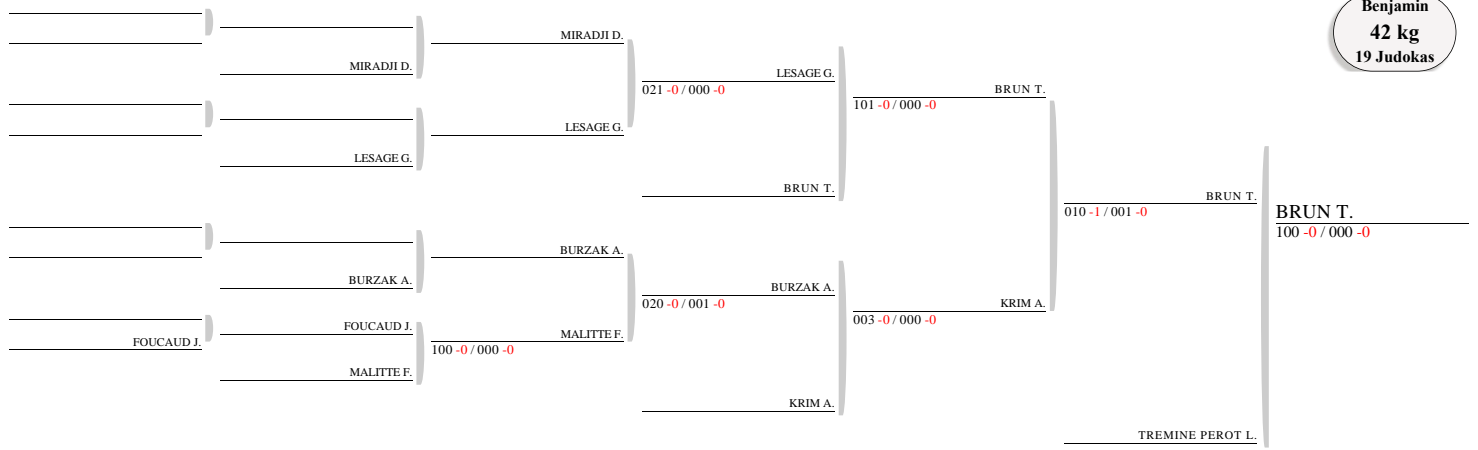 Benjamin
42 kg
19 Judokas
MIRADJI D.
MIRADJI D.
LESAGE G.
021 -0 / 000 -0
BRUN T.
101 -0 / 000 -0
LESAGE G.
LESAGE G.
BRUN T.
BRUN T.
010 -1 / 001 -0
BRUN T.
100 -0 / 000 -0
BURZAK A.
BURZAK A.
BURZAK A.
020 -0 / 001 -0
KRIM A.
003 -0 / 000 -0
FOUCAUD J.
FOUCAUD J.
MALITTE F.
100 -0 / 000 -0
MALITTE F.
KRIM A.
TREMINE PEROT L.